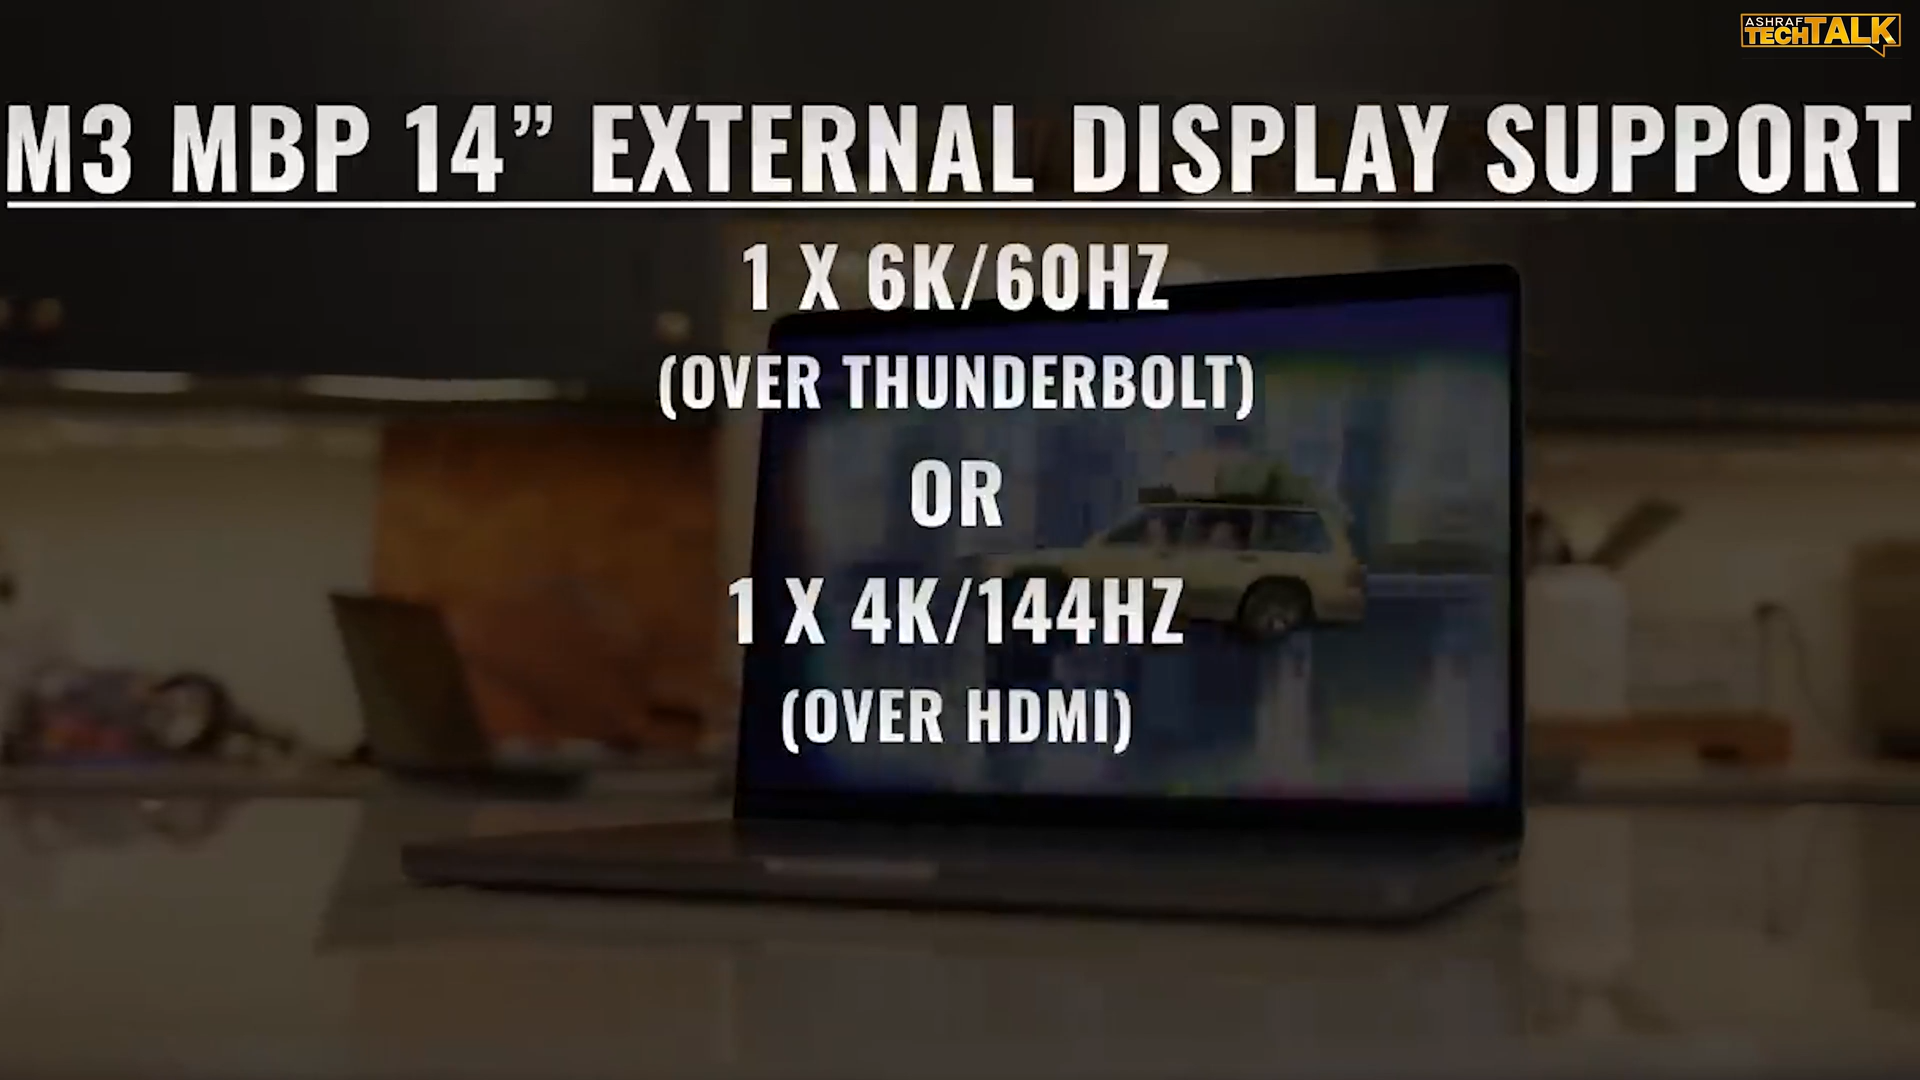 ASHRAF
TECHTALK
M3 MBP 14” EXTERNAL DISPLAY SUPPORT
1 X 6K/60HZ
(OVER THUNDERBOLT)
OR
1 X 4K/144HZ
(OVER HDMI)